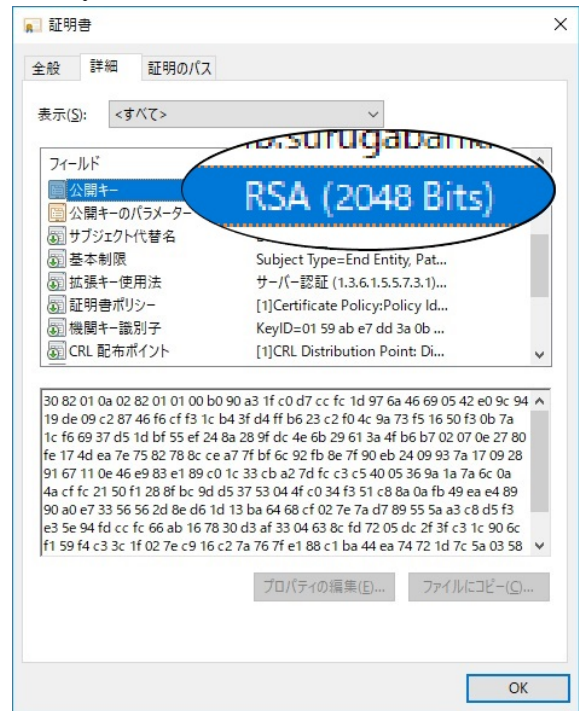 証明書
全般 詳細 証明のパス
表示(S): <すべて>
フィールド
公開キー RSA (2048 Bits)
公開キーのパラメーター
サブジェクト代替名
基本制限 Subject Type=End Entity, Pat...
拡張キー使用法 サーバー認証 (1.3.6.1.5.5.7.3.1)...
証明書ポリシー [1]Certificate Policy:Policy Id...
機関キー識別子 KeyID=01 59 ab e7 dd 3a 0b ...
CRL 配布ポイント [1]CRL Distribution Point: Di...
30 82 01 0a 02 82 01 01 00 b0 90 a3 1f c0 d7 cc fc 1d 97 6a 46 69 05 42 e0 9c 94
19 de 09 c2 87 46 f6 cf f3 1c b4 3f d4 ff b6 23 c2 f0 4c 9a 73 f5 16 50 f3 0b 7a
1c f6 69 37 d5 1d bf 55 ef 24 8a 28 9f dc 4e 6b 29 61 3a 4f b6 b7 02 07 0e 27 80
fe 17 4d ea 7e 75 82 78 8c ce a7 7f bf 6c 92 fb 8e 7f 90 eb 24 09 93 7a 17 09 28
91 67 11 0e 46 e9 83 e1 89 c0 1c 33 cb a2 7d fc c3 c5 40 05 36 9a 1a 7a 6c 0a
4a cf fc 21 50 f1 28 8f bc 9d d5 37 53 04 4f c0 34 f3 51 c8 8a 0a fb 49 ea e4 89
90 a0 e7 33 56 56 2d 8e d6 1d 13 ba 64 68 cf 02 7e 7a d7 89 55 5a a3 c8 d5 f3
e3 5e 94 fd cc fc 66 ab 16 78 30 d3 af 33 04 63 8c fd 72 05 dc 2f 3f c3 1c 90 6c
f1 59 f4 c3 3c 1f 02 7e c9 16 c2 7a 76 7f e1 88 c1 ba 44 ea 74 72 1d 7c 5a 03 58
プロパティの編集(E)... ファイルにコピー(C)...
OK